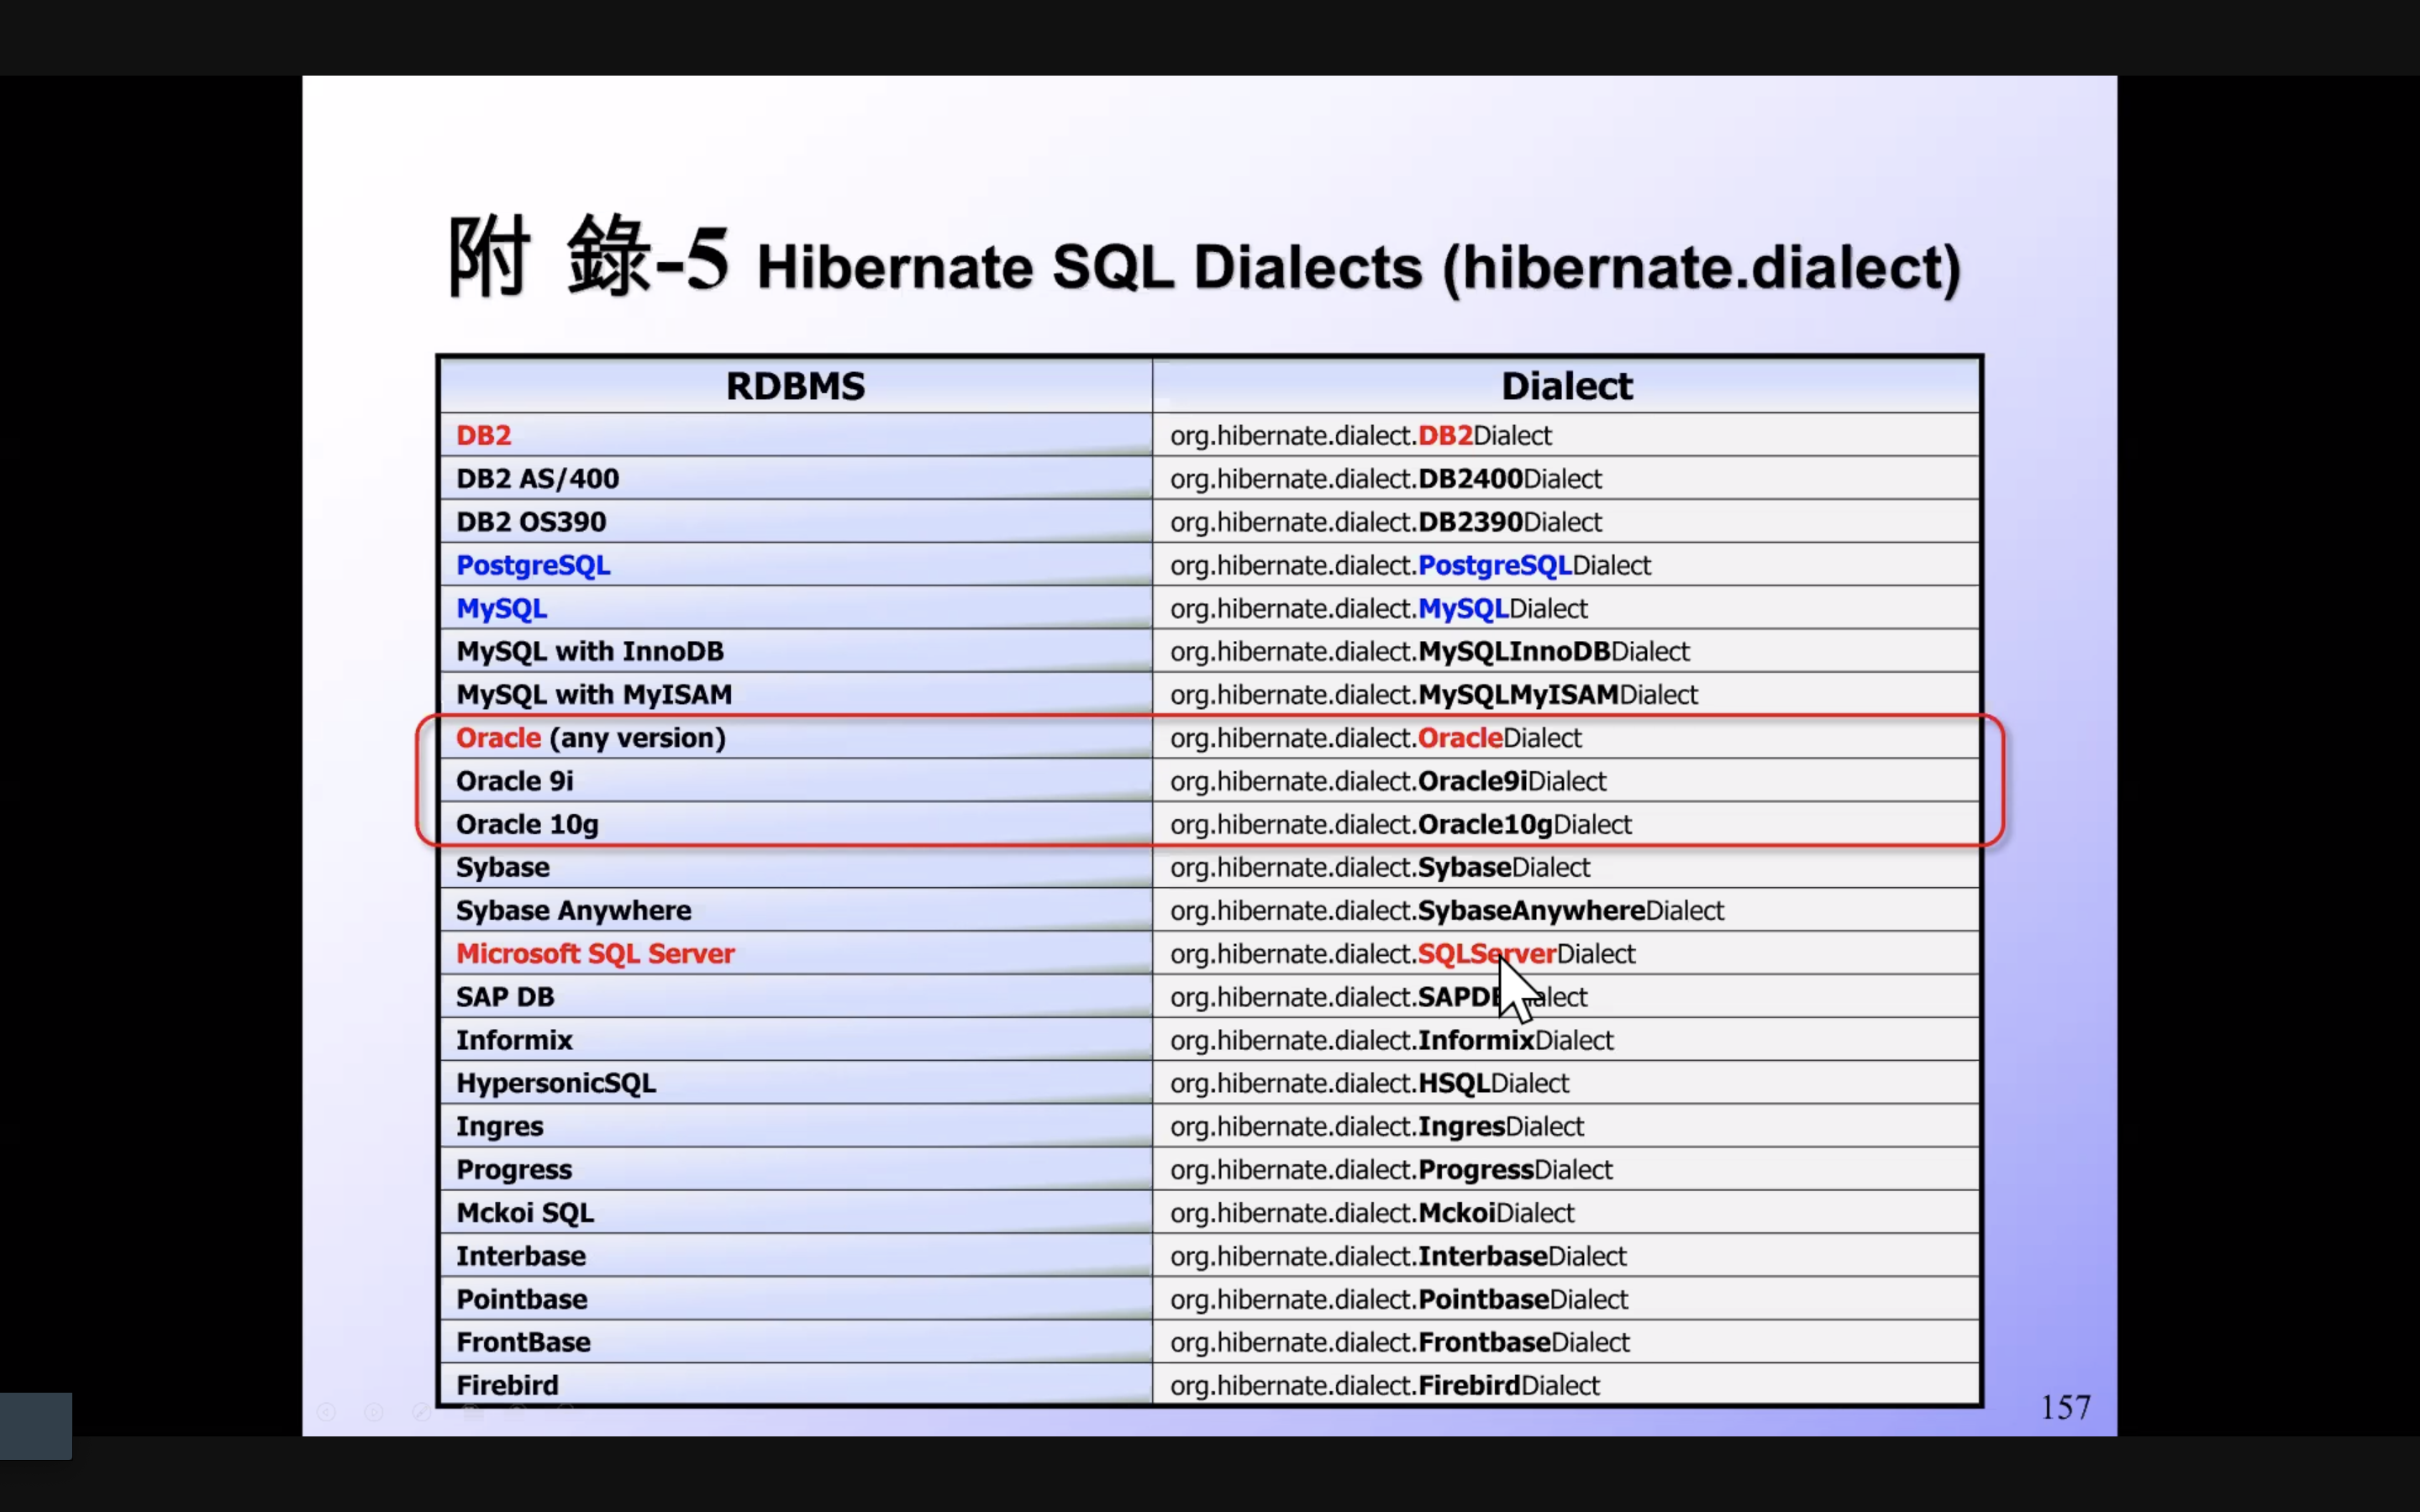 附 錄-5 Hibernate SQL Dialects (hibernate.dialect)
RDBMS Dialect
DB2 org.hibernate.dialect.DB2Dialect
DB2 AS/400 org.hibernate.dialect.DB2400Dialect
DB2 OS390 org.hibernate.dialect.DB2390Dialect
PostgreSQL org.hibernate.dialect.PostgreSQLDialect
MySQL org.hibernate.dialect.MySQLDialect
MySQL with InnoDB org.hibernate.dialect.MySQLInnoDBDialect
MySQL with MyISAM org.hibernate.dialect.MySQLMyISAMDialect
Oracle (any version) org.hibernate.dialect.OracleDialect
Oracle 9i org.hibernate.dialect.Oracle9iDialect
Oracle 10g org.hibernate.dialect.Oracle10gDialect
Sybase org.hibernate.dialect.SybaseDialect
Sybase Anywhere org.hibernate.dialect.SybaseAnywhereDialect
Microsoft SQL Server org.hibernate.dialect.SQLServerDialect
SAP DB org.hibernate.dialect.SAPDBDialect
Informix org.hibernate.dialect.InformixDialect
HypersonicSQL org.hibernate.dialect.HSQLDialect
Ingres org.hibernate.dialect.IngresDialect
Progress org.hibernate.dialect.ProgressDialect
Mckoi SQL org.hibernate.dialect.MckoiDialect
Interbase org.hibernate.dialect.InterbaseDialect
Pointbase org.hibernate.dialect.PointbaseDialect
FrontBase org.hibernate.dialect.FrontbaseDialect
Firebird org.hibernate.dialect.FirebirdDialect
157